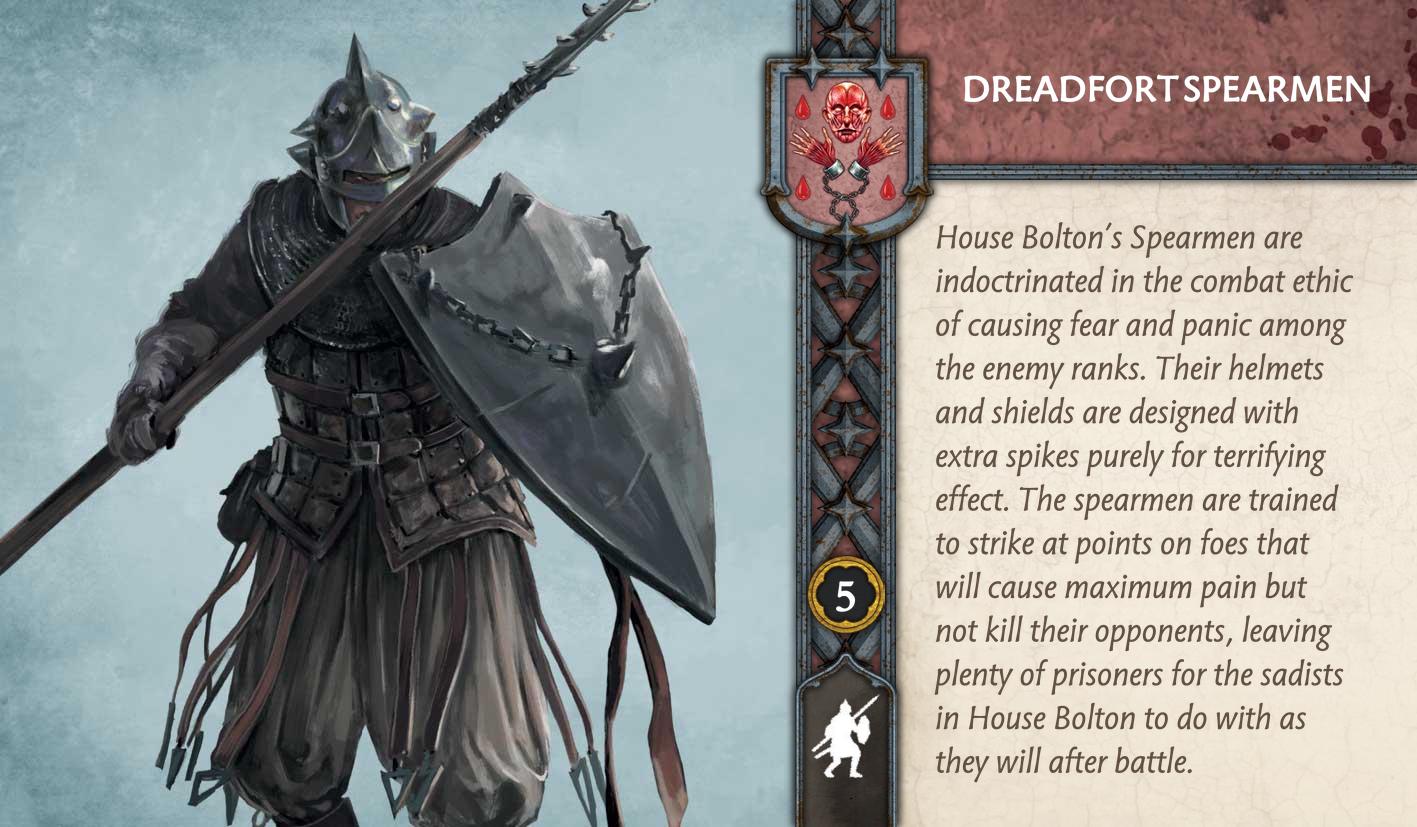 DREADFORT SPEARMEN
House Bolton's Spearmen are
indoctrinated in the combat ethic
of causing fear and panic among
the enemy ranks. Their helmets
and shields are designed with
extra spikes purely for terrifying
effect. The spearmen are trained
to strike at points on foes that
will cause maximum pain but
not kill their opponents, leaving
plenty of prisoners for the sadists
in House Bolton to do with as
they will after battle.
5